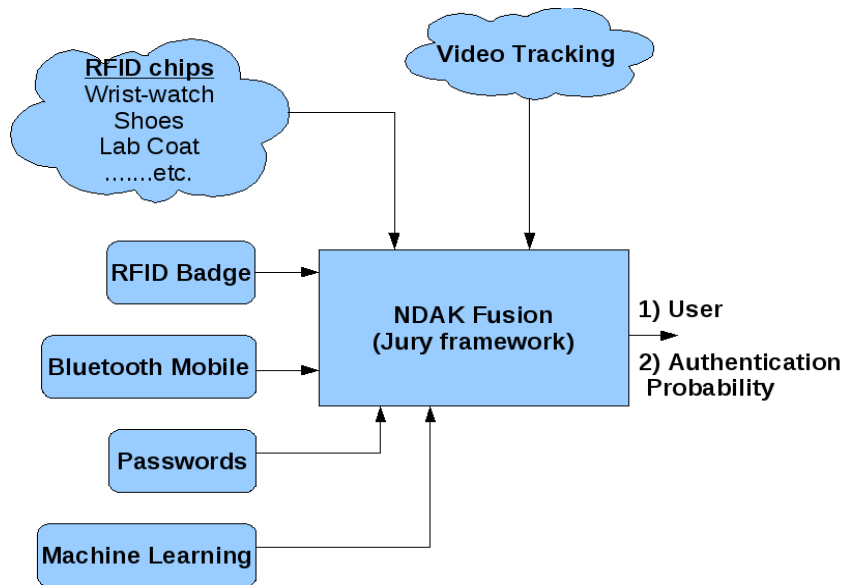 RFID chips
Wrist-watch
Shoes
Lab Coat
.......etc.
Video Tracking
RFID Badge
Bluetooth Mobile
Passwords
Machine Learning
NDAK Fusion
(Jury framework)
1) User
2) Authentication
Probability